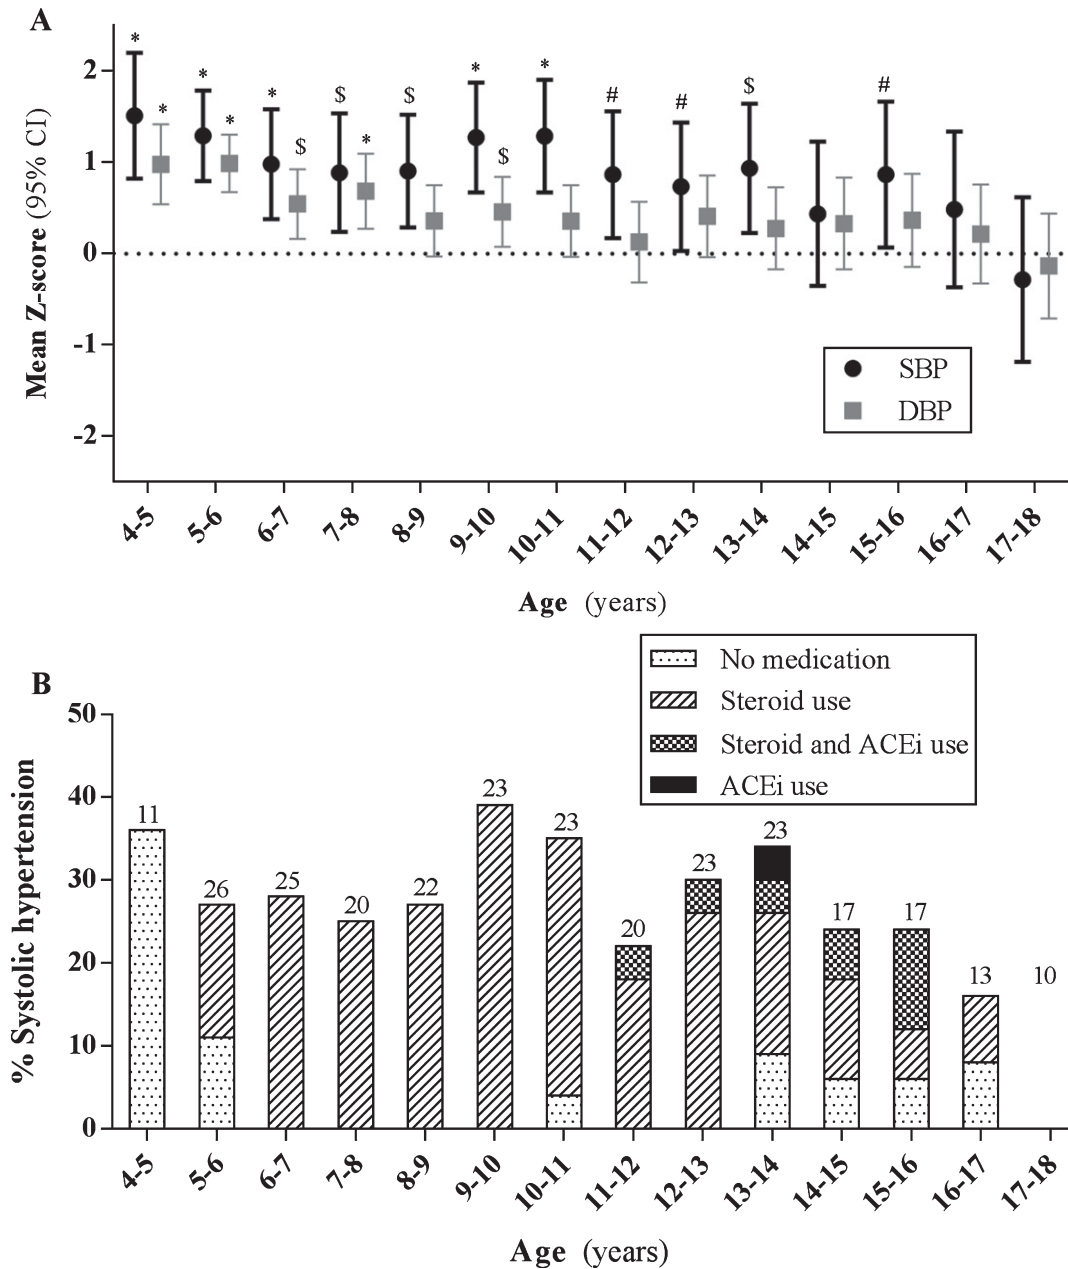 A
* * * $ $ * * # # $ #
* * $ * $
2
1
0
-1
-2
Mean Z-score (95% CI)
SBP
DBP
4-5 5-6 6-7 7-8 8-9 9-10 10-11 11-12 12-13 13-14 14-15 15-16 16-17 17-18
Age (years)
B
No medication
Steroid use
Steroid and ACEi use
ACEi use
50
40
30
20
10
0
% Systolic hypertension
11 26 25 20 22 23 23 20 23 23 17 17 13 10
4-5 5-6 6-7 7-8 8-9 9-10 10-11 11-12 12-13 13-14 14-15 15-16 16-17 17-18
Age (years)